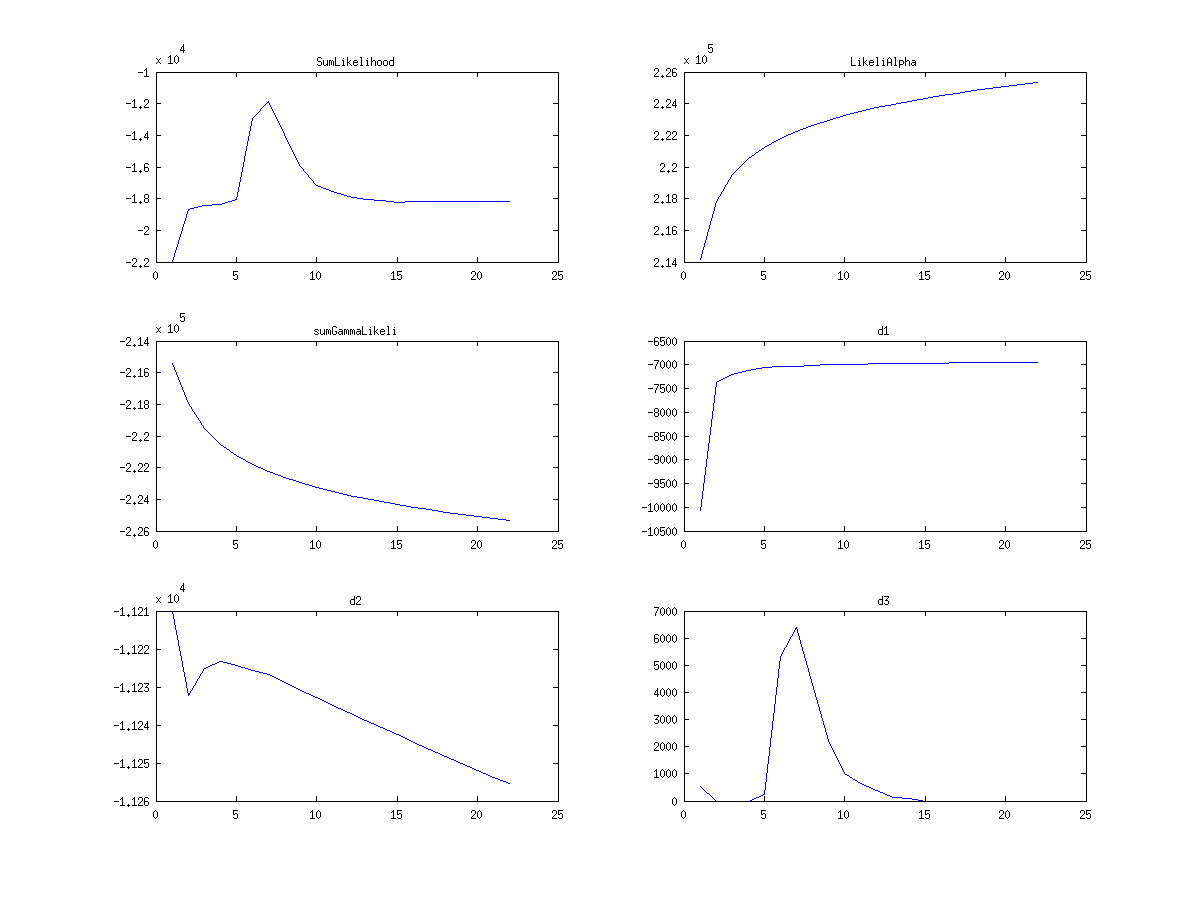 x 10^4
SumLikelihood
-1
-1.2
-1.4
-1.6
-1.8
-2
-2.2
0 5 10 15 20 25
x 10^5
LikeliAlpha
2.26
2.24
2.22
2.2
2.18
2.16
2.14
0 5 10 15 20 25
x 10^5
sumGammaLikeli
-2.14
-2.16
-2.18
-2.2
-2.22
-2.24
-2.26
0 5 10 15 20 25
d1
-6500
-7000
-7500
-8000
-8500
-9000
-9500
-10000
-10500
0 5 10 15 20 25
x 10^4
d2
-1.121
-1.122
-1.123
-1.124
-1.125
-1.126
0 5 10 15 20 25
d3
7000
6000
5000
4000
3000
2000
1000
0
0 5 10 15 20 25